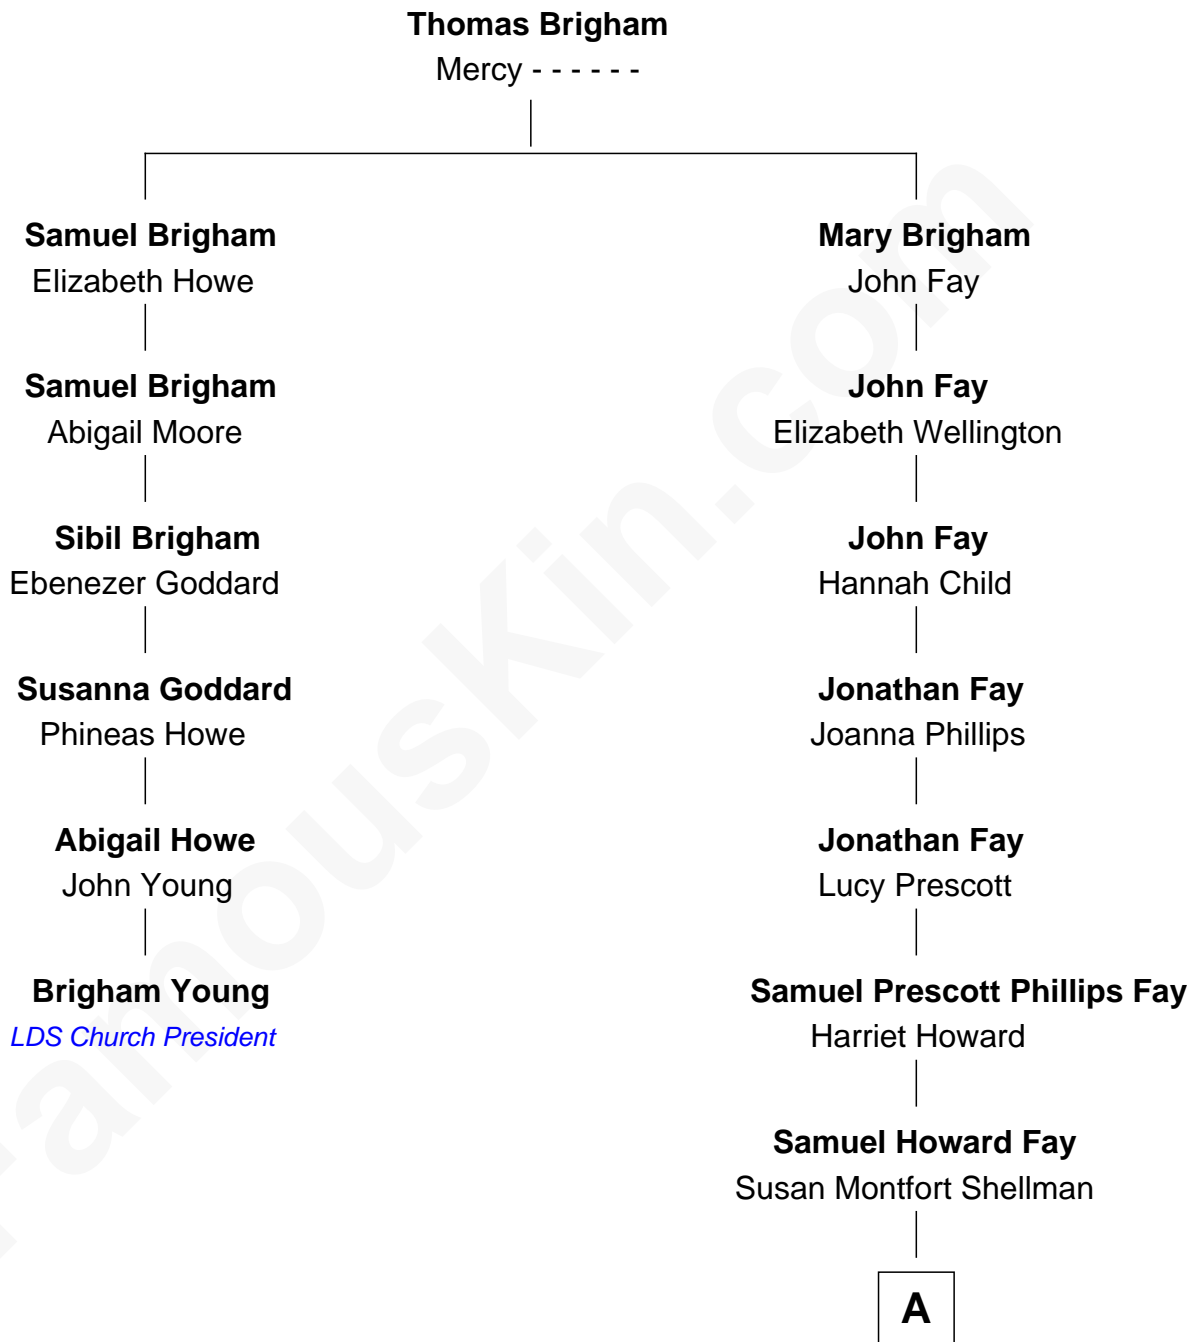 Thomas Brigham
Mercy - - - - - -
Samuel Brigham
Elizabeth Howe
Mary Brigham
John Fay
Samuel Brigham
Abigail Moore
John Fay
Elizabeth Wellington
Sibil Brigham
Ebenezer Goddard
John Fay
Hannah Child
Susanna Goddard
Phineas Howe
Jonathan Fay
Joanna Phillips
Abigail Howe
John Young
Jonathan Fay
Lucy Prescott
Brigham Young
LDS Church President
Samuel Prescott Phillips Fay
Harriet Howard
Samuel Howard Fay
Susan Montfort Shellman
A
FamousKin.com